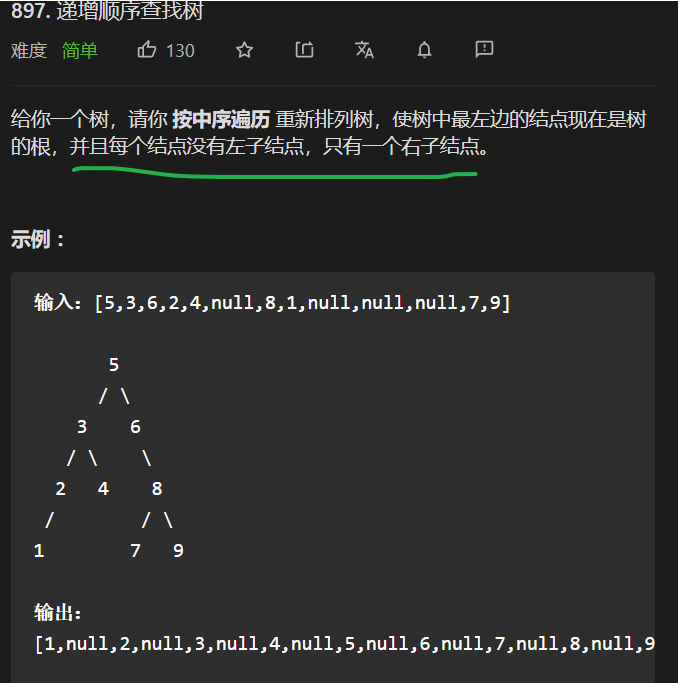 897. 递增顺序查找树
难度 简单 130
给你一个树，请你 按中序遍历 重新排列树，使树中最左边的结点现在是树
的根，并且每个结点没有左子结点，只有一个右子结点。
示例：
输入：[5,3,6,2,4,null,8,1,null,null,null,7,9]
5
/ \
3 6
/ \ \
2 4 8
/ / \
1 7 9
输出：
[1,null,2,null,3,null,4,null,5,null,6,null,7,null,8,null,9